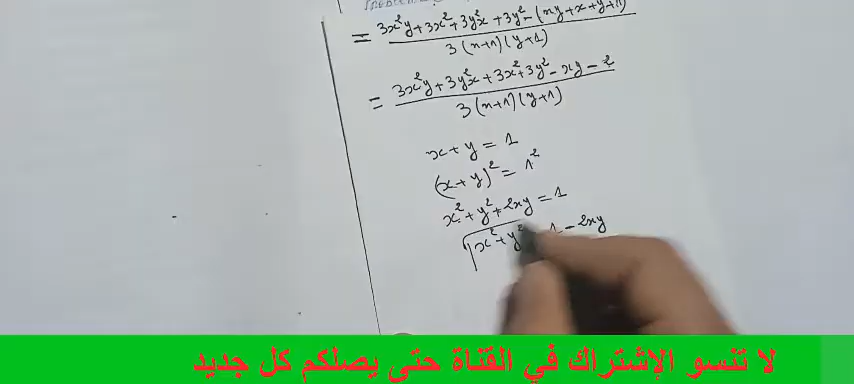 = 3x²y + 3x² + 3y²x + 3y² - (xy + x + y + 1) / 3(x+1)(y+1)
= 3x²y + 3y²x + 3x² + 3y² - xy - 2 / 3(x+1)(y+1)
x + y = 1
(x + y)² = 1²
x² + y² + 2xy = 1
x² + y² = 1 - 2xy
لا تنسو الإشتراك في القناة حتى يصلكم كل جديد